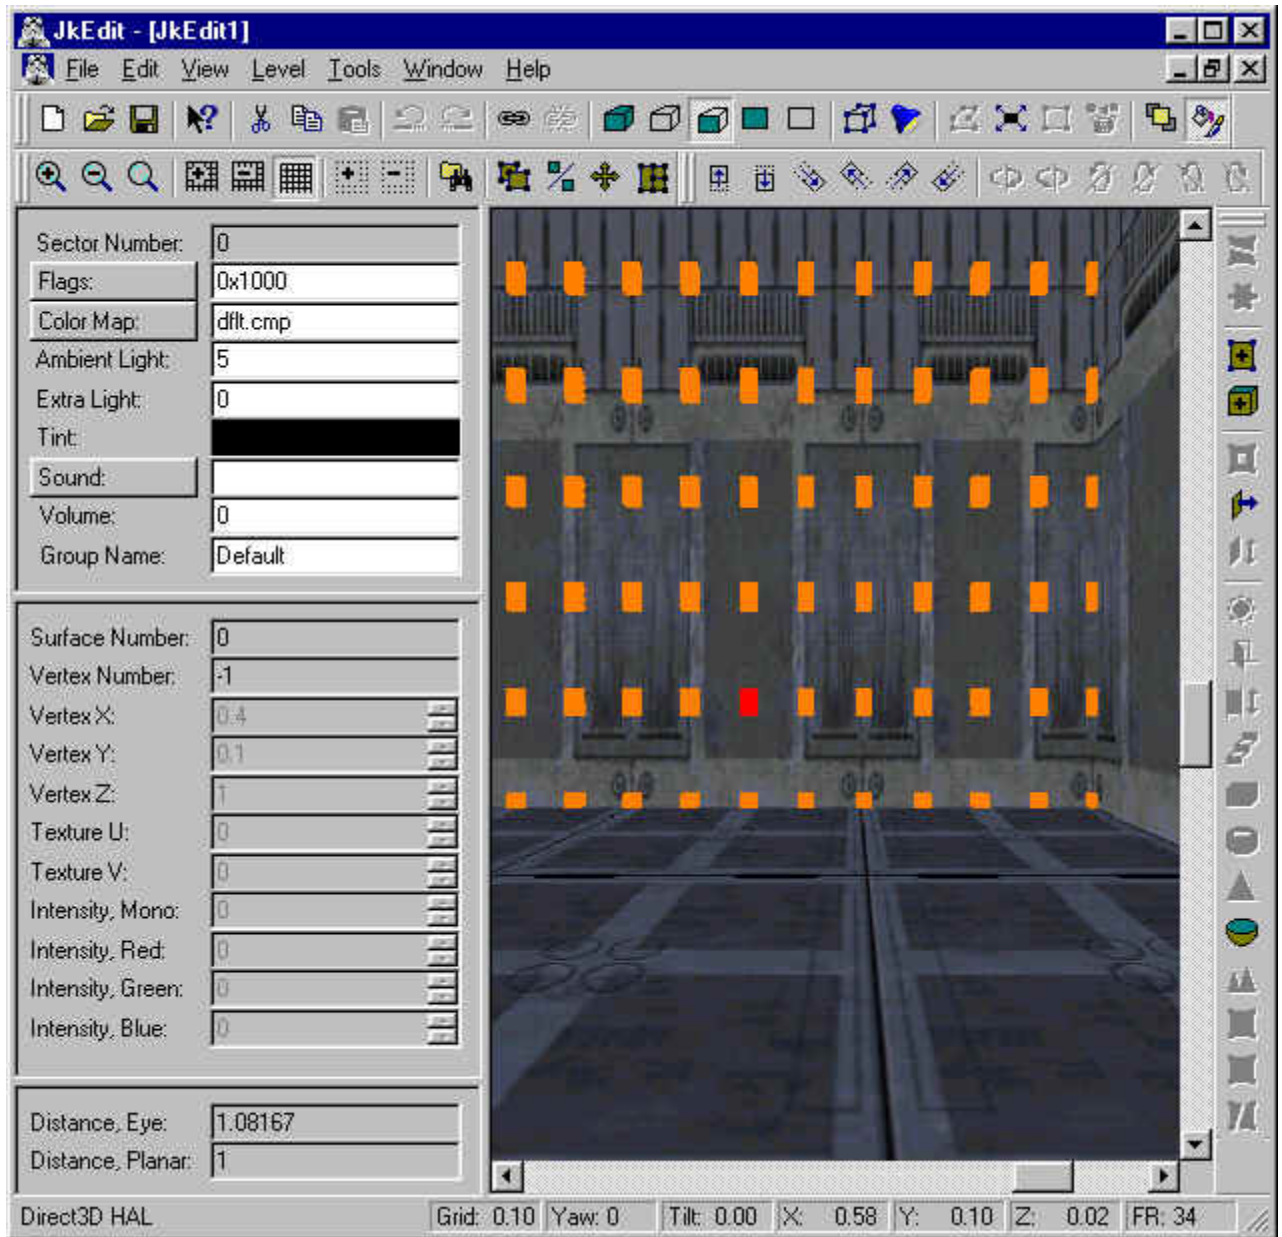 JkEdit - [JkEdit1]
File Edit View Level Tools Window Help
Sector Number: 0
Flags: 0x1000
Color Map: dflt.cmp
Ambient Light: 5
Extra Light: 0
Tint:
Sound:
Volume: 0
Group Name: Default
Surface Number: 0
Vertex Number: -1
Vertex X: 0.4
Vertex Y: 0.1
Vertex Z: 1
Texture U: 0
Texture V: 0
Intensity, Mono: 0
Intensity, Red: 0
Intensity, Green: 0
Intensity, Blue: 0
Distance, Eye: 1.08167
Distance, Planar: 1
Direct3D HAL Grid: 0.10 Yaw: 0 Tilt: 0.00 X: 0.58 Y: 0.10 Z: 0.02 FR: 34